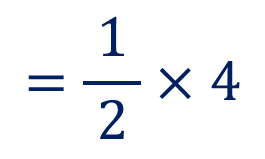 = 1/2 × 4